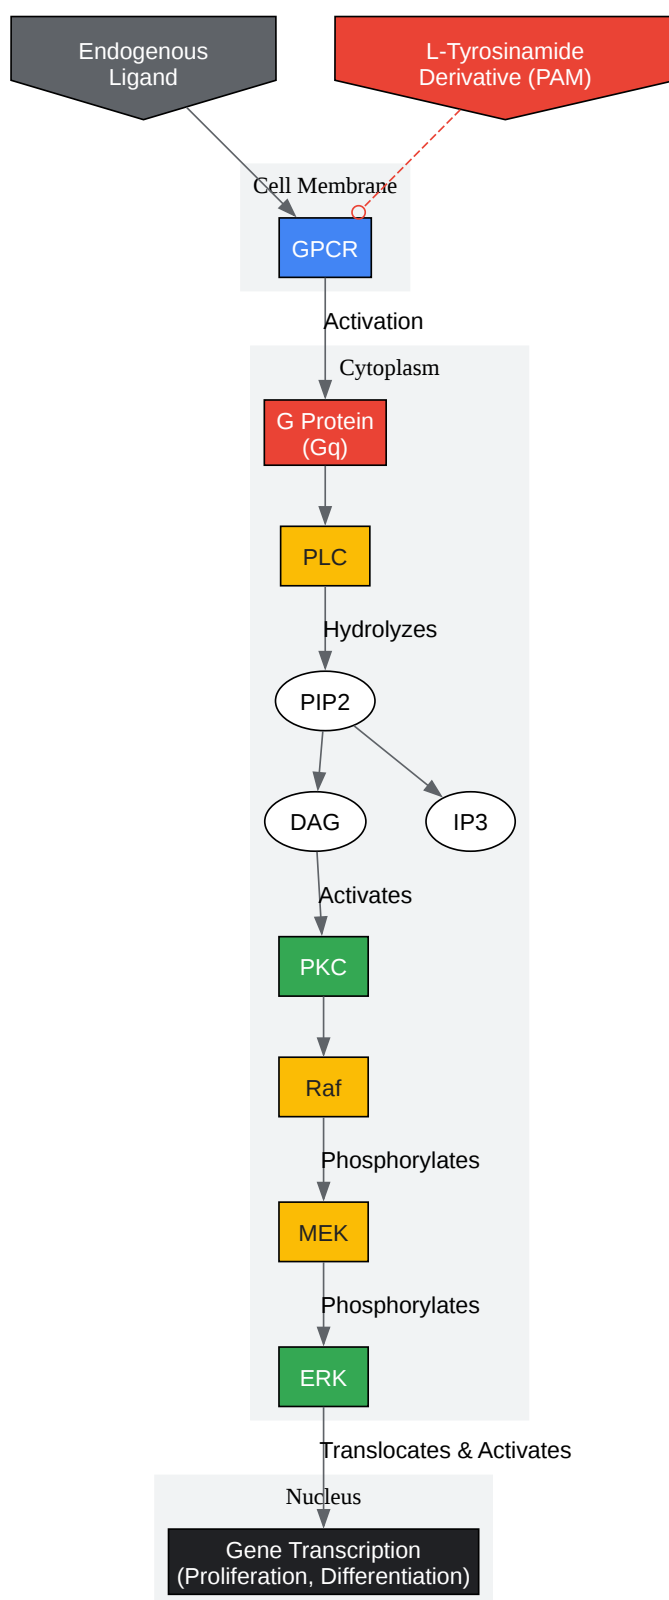 Endogenous
Ligand
L-Tyrosinamide
Derivative (PAM)
Cell Membrane
GPCR
Activation
Cytoplasm
G Protein
(Gq)
PLC
Hydrolyzes
PIP2
DAG
IP3
Activates
PKC
Raf
Phosphorylates
MEK
Phosphorylates
ERK
Translocates & Activates
Nucleus
Gene Transcription
(Proliferation, Differentiation)